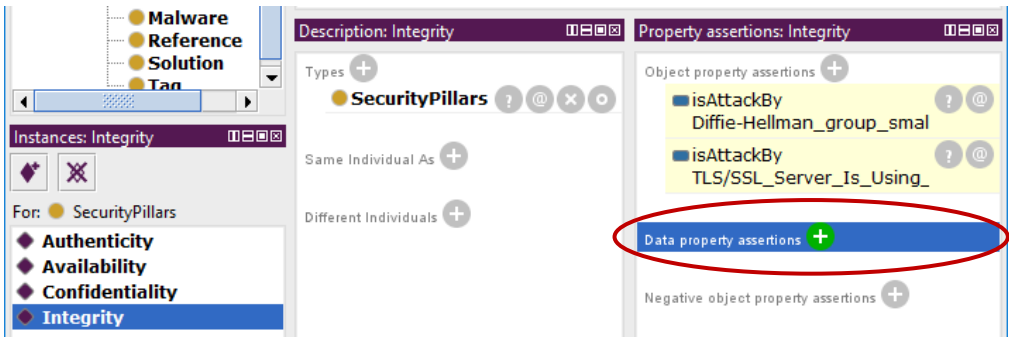 Malware
Reference
Solution
Tag
Instances: Integrity
For: SecurityPillars
Authenticity
Availability
Confidentiality
Integrity
Description: Integrity
Types
SecurityPillars
Same Individual As
Different Individuals
Property assertions: Integrity
Object property assertions
isAttackBy
Diffie-Hellman_group_smal
isAttackBy
TLS/SSL_Server_Is_Using_
Data property assertions
Negative object property assertions